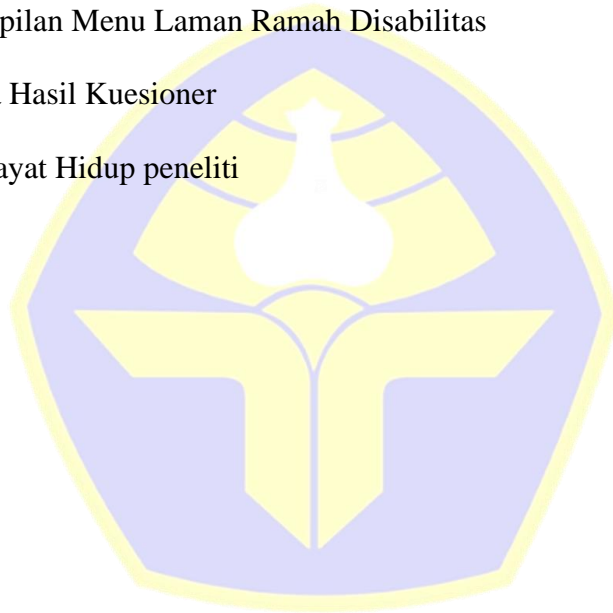 pilan Menu Laman Ramah Disabilitas
Hasil Kuesioner
ayat Hidup peneliti